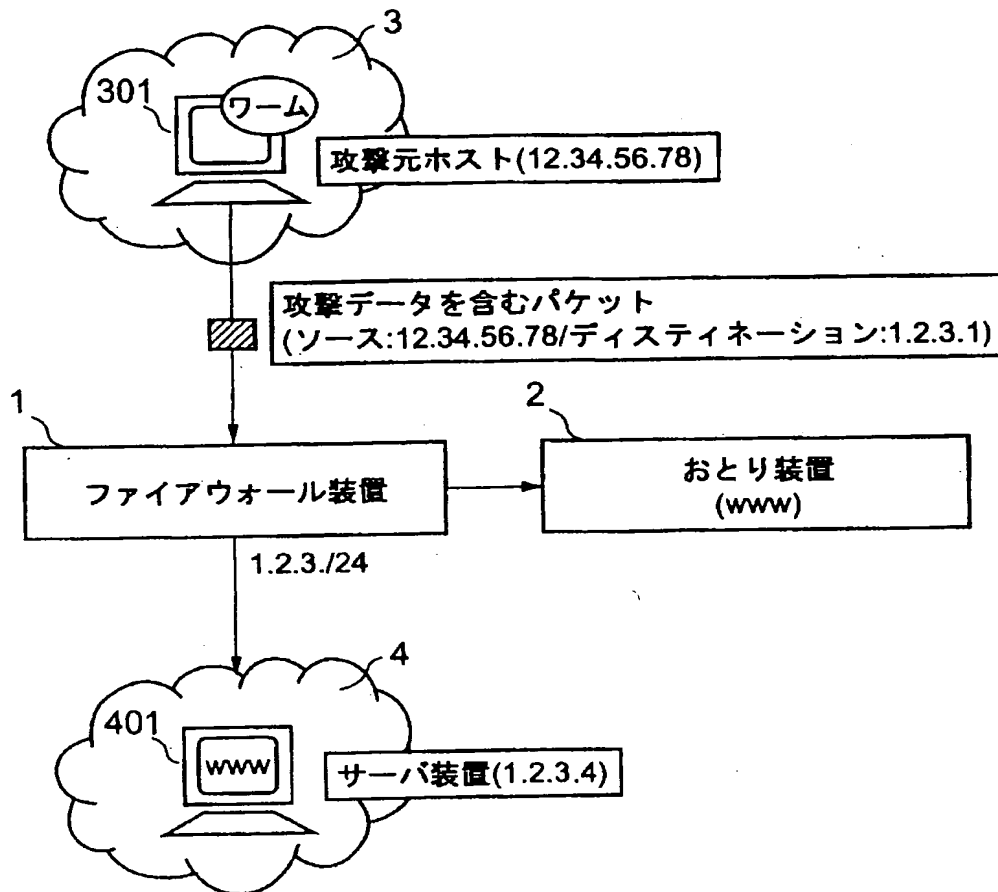 3
301
ワーム
攻撃元ホスト(12.34.56.78)
攻撃データを含むパケット
(ソース:12.34.56.78/ディスティネーション:1.2.3.1)
1
2
ファイアウォール装置
おとり装置
(www)
1.2.3./24
4
401
www
サーバ装置(1.2.3.4)